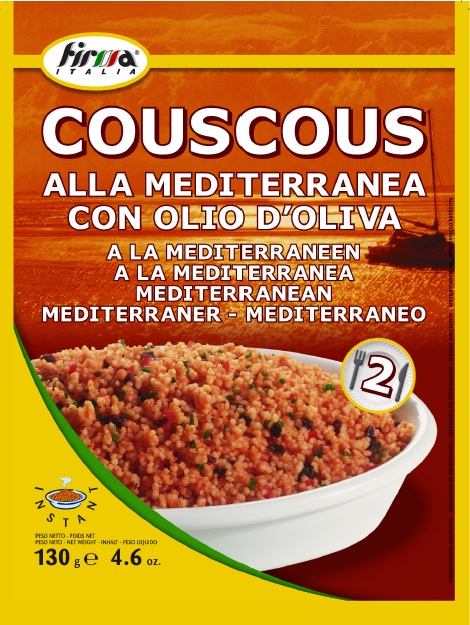 firma®
ITALIA
COUSCOUS
ALLA MEDITERRANEA
CON OLIO D'OLIVA
A LA MEDITERRANEEN
A LA MEDITERRANEA
MEDITERRANEAN
MEDITERRANER - MEDITERRANEO
2
INSTANT
PESO NETTO - POIDS NET
PESO NETO - NET WEIGHT - INHALT - PESO LIQUIDO
130 g e 4.6 oz.